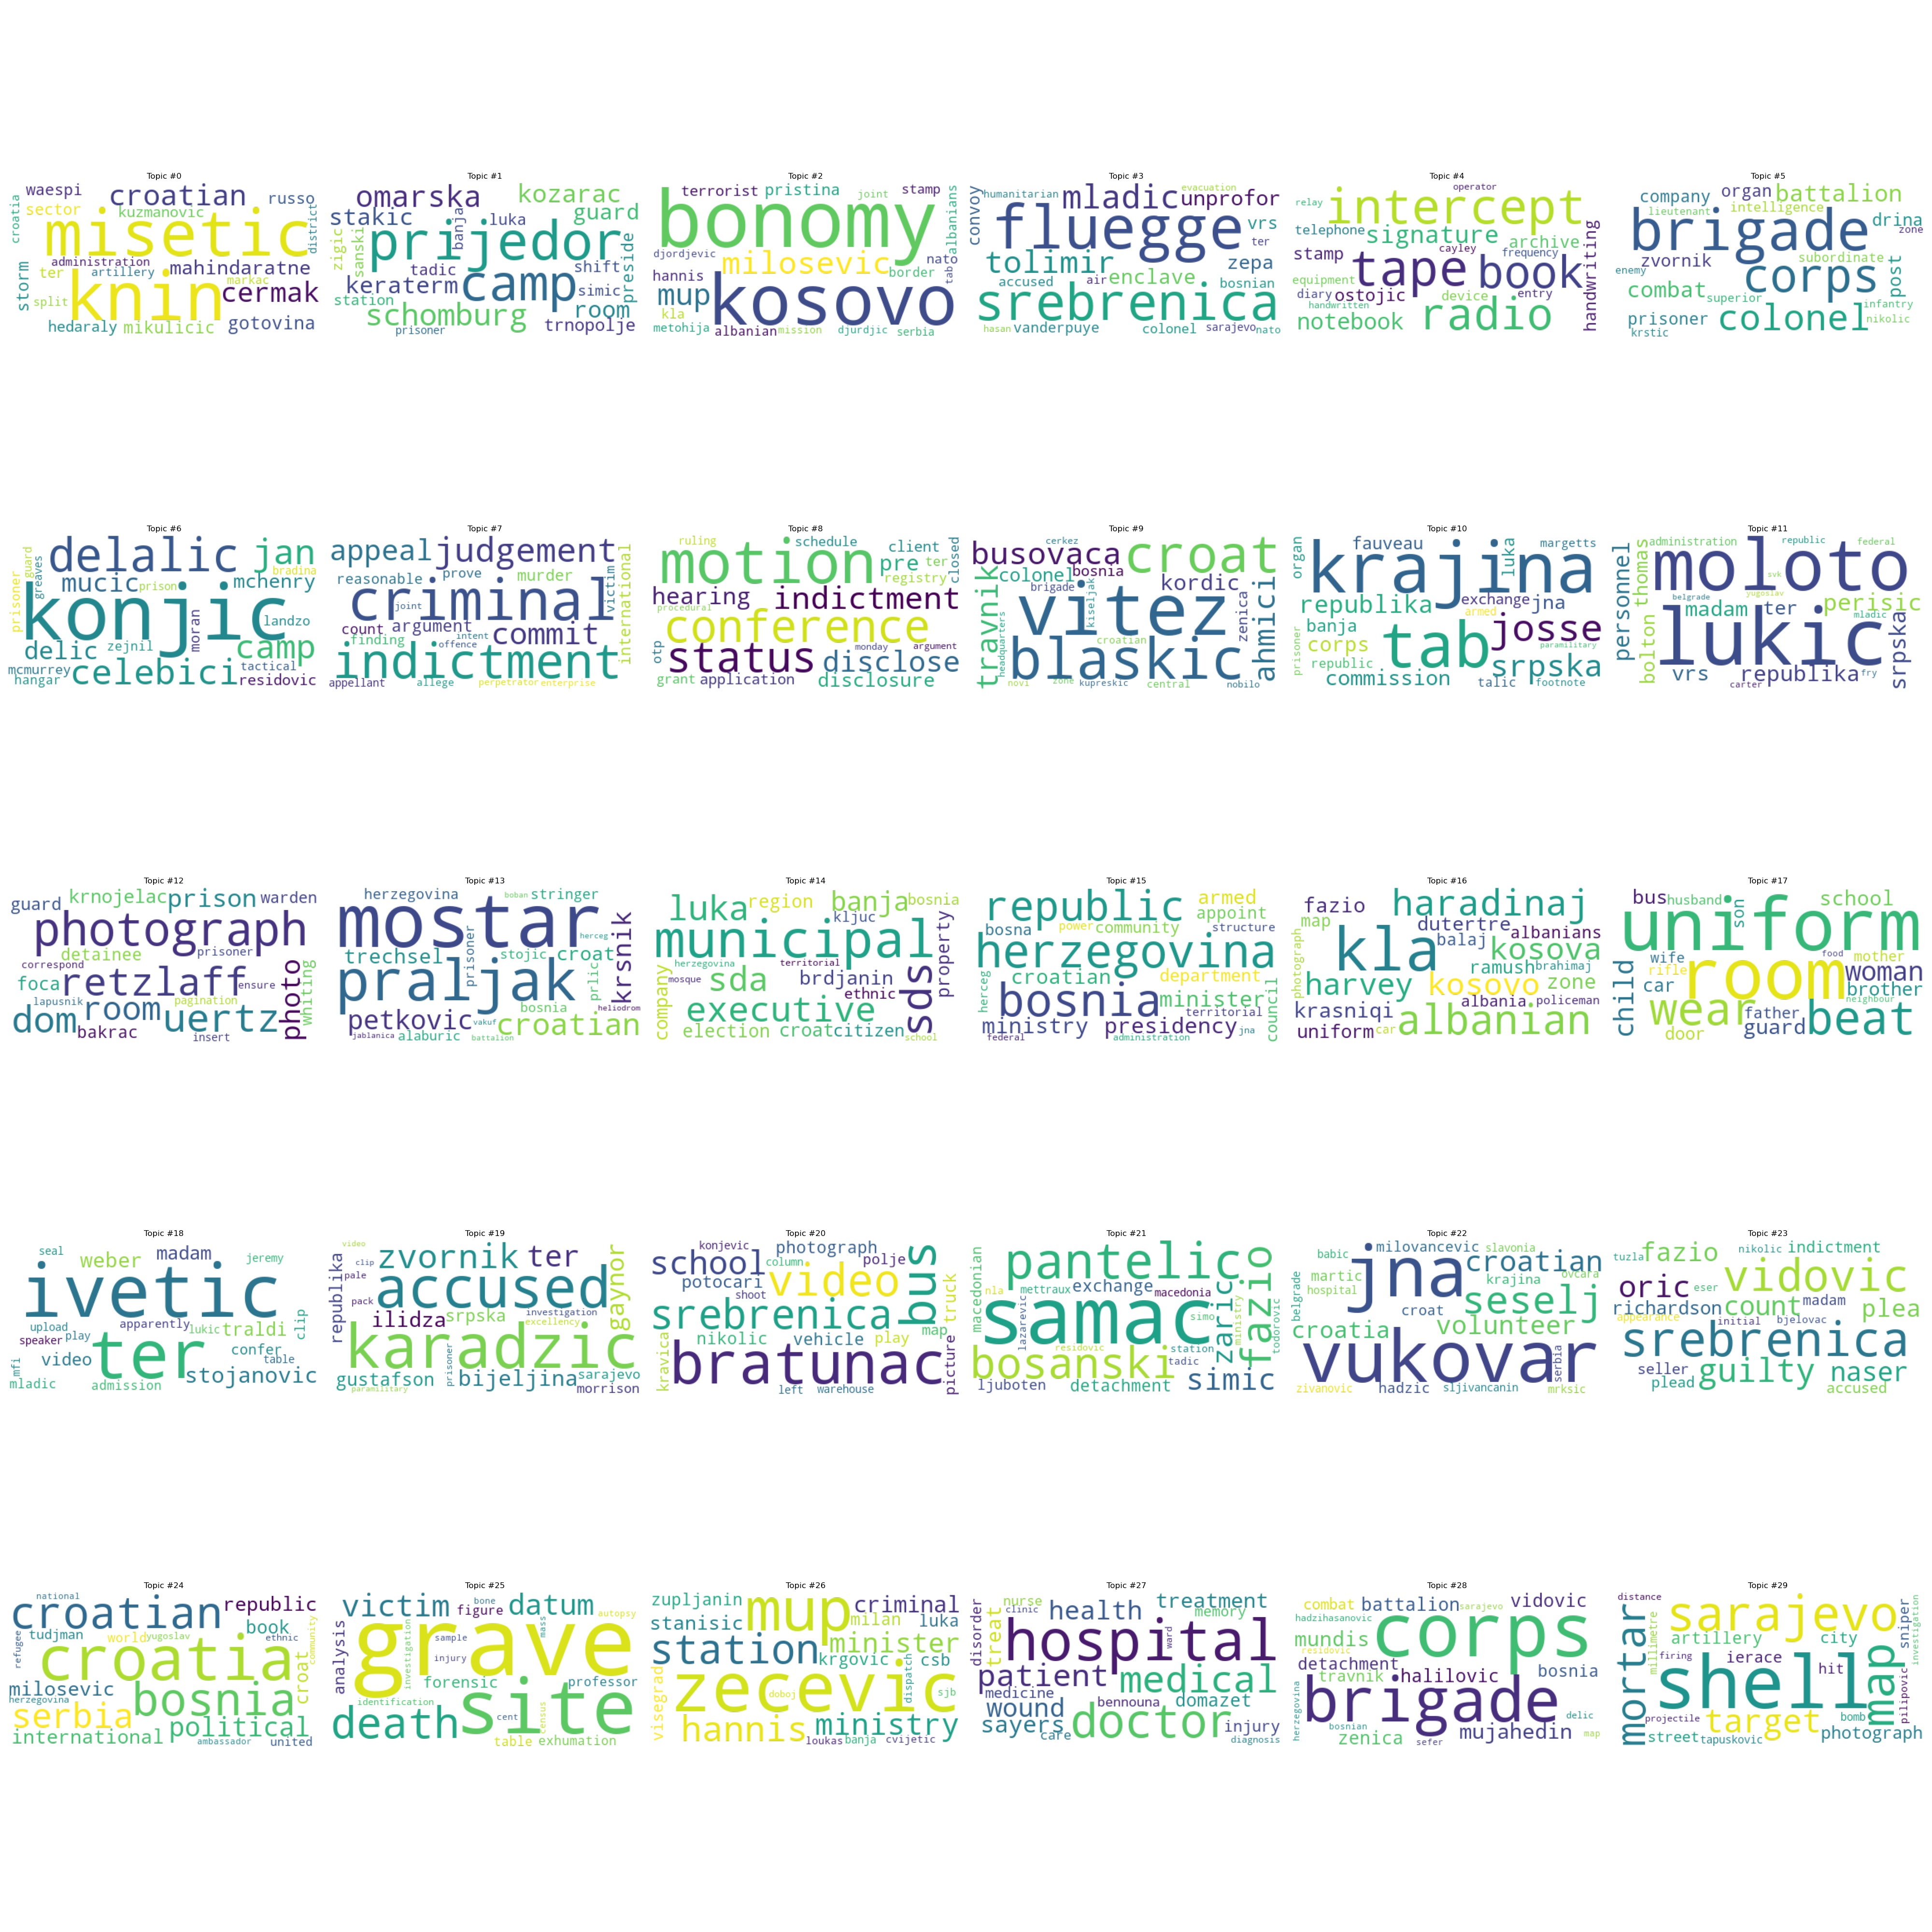 Topic #0
waespi croatian russo
sector kuzmanovic
croatia misetic district
administration mahindaratne
storm ter artillery markac
split knin cermak
hedaraly mikulicic gotovina
Topic #1
omarska kozarac
stakic banja luka guard
zigic sanski prijedor preside
tadic shift
keraterm camp simic
station schomburg room
prisoner trnopolje
Topic #2
terrorist pristina joint stamp
bonomy albanians
djordjevic milosevic nato tab
hannis border
mup kosovo
kla
metohija albanian mission djurdjic serbia
Topic #3
convoy humanitarian mladic evacuation unprofor
fluegge vrs
ter
tolimir air enclave zepa
accused bosnian
srebrenica
hasan vanderpuye colonel sarajevo nato
Topic #4
operator
relay intercept
telephone signature archive
stamp cayley frequency handwriting
equipment tape book
diary ostojic device entry
handwritten
notebook radio
Topic #5
company organ battalion
lieutenant intelligence drina
brigade zone
zvornik subordinate post
enemy corps
combat superior infantry
prisoner colonel nikolic
krstic
Topic #6
prisoner guard greaves delalic jan
bradina
mucic prison mchenry
konjic
moran landzo
delic zejnil camp
mcmurrey tactical
hangar celebici residovic
Topic #7
appeal judgement international
reasonable prove murder victim
criminal
joint
count argument intent commit
finding offence
indictment
appellant allege perpetrator enterprise
Topic #8
ruling schedule client closed
motion pre
registry
hearing indictment
procedural
conference
otp status monday argument
disclose
grant application disclosure
Topic #9
cerkez
busovaca croat
travnik colonel bosnia kordic
brigade kiseljak zenica ahmici
headquarters vitez
croatian
blaskic
novi zone kupreskic central nobilo
Topic #10
organ fauveau luka margetts
krajina
republika exchange jna
armed
banja tab josse
prisoner corps paramilitary
republic srpska
commission talic footnote
Topic #11
personnel thomas administration republic federal
moloto
svk
belgrade yugoslav
bolton madam ter perisic
mladic
lukic srpska
vrs republika
carter fry
Topic #12
guard krnojelac prison warden
photograph
detainee prisoner
correspond
foca retzlaff ensure photo whiting
lapusnik room pagination
dom uertz
bakrac insert
Topic #13
herzegovina boban stringer
mostar
herceg krsnik
trechsel prisoner stojic croat
praljak prlic
bosnia heliodrom
petkovic vakuf croatian
jablanica alaburic battalion
Topic #14
luka region banja bosnia
kljuc
municipal property
herzegovina territorial
company sda mosque brdjanin sds
ethnic
executive
election croat citizen
school
Topic #15
republic armed
appoint
bosna power community structure
herzegovina
croatian department
herceg bosnia minister council
territorial
ministry presidency jna
federal administration
Topic #16
fazio haradinaj
map dutertre
photograph kla balaj albanians
kosova
ramush brahimaj
harvey kosovo zone
albania policeman
krasniqi
uniform car albanian
Topic #17
bus husband son school
uniform
wife food mother
child rifle woman
car room brother
neighbour
wear father beat
door guard
Topic #18
seal weber madam jeremy
ivetic
upload apparently clip
speaker play lukic traldi
mfi video ter confer
table
mladic admission stojanovic
Topic #19
video
republika clip zvornik ter gaynor
pale accused
pack investigation
ilidza srpska excellency
karadzic
prisoner sarajevo
gustafson bijeljina morrison
paramilitary
Topic #20
konjevic photograph bus
school column polje
potocari video truck
shoot
srebrenica
kravica nikolic vehicle play map picture
bratunac
left warehouse
Topic #21
macedonian pantelic fazio
nla exchange
mettraux macedonia
lazarevic samac simo zaric ministry todorovic
residovic station
bosanski tadic
ljuboten detachment simic
Topic #22
babic milovancevic slavonia
belgrade martic jna croatian
krajina ovcara
hospital croat seselj
croatia volunteer
vukovar serbia
zivanovic hadzic sljivancanin mrksic
Topic #23
tuzla fazio nikolic indictment
oric eser vidovic
richardson count madam plea
appearance initial bjelovac
srebrenica
seller guilty naser
plead accused
Topic #24
national
refugee croatian republic
tudjman world yugoslav book ethnic community
croatia croat
milosevic
herzegovina bosnia
serbia political
international ambassador united
Topic #25
victim bone datum
figure mass autopsy
analysis investigation grave
sample
injury
forensic professor
identification
death cent census site
table exhumation
Topic #26
zupljanin mup criminal
stanisic milan luka
station minister
krgovic dispatch csb
visegrad zecevic sjb
doboj
hannis ministry
loukas banja cvijetic
Topic #27
disorder nurse health treatment
clinic memory
treat hospital ward
patient medical
medicine bennouna domazet
wound doctor
sayers care injury
diagnosis
Topic #28
combat battalion sarajevo vidovic
hadzihasanovic
mundis corps
residovic
detachment
travnik halilovic bosnia
herzegovina brigade
bosnian delic
zenica sefer mujahedin map
Topic #29
distance
mortar sarajevo sniper investigation
millimetre artillery city
firing ierace hit map
shell pilipovic
projectile target bomb
street tapuskovic photograph